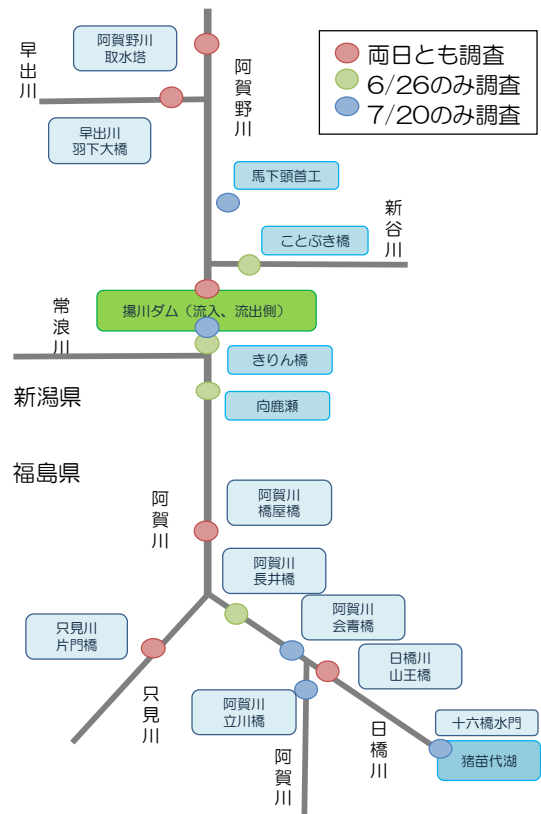 両日とも調査
6/26のみ調査
7/20のみ調査
阿賀野川
取水塔
早出川
阿賀野川
早出川
羽下大橋
馬下頭首工
新谷川
ことぶき橋
揚川ダム（流入、流出側）
常浪川
きりん橋
新潟県
向鹿瀬
福島県
阿賀川
阿賀川
橋屋橋
阿賀川
長井橋
阿賀川
会青橋
只見川
片門橋
日橋川
山王橋
只見川
阿賀川
立川橋
阿賀川
日橋川
十六橋水門
猪苗代湖